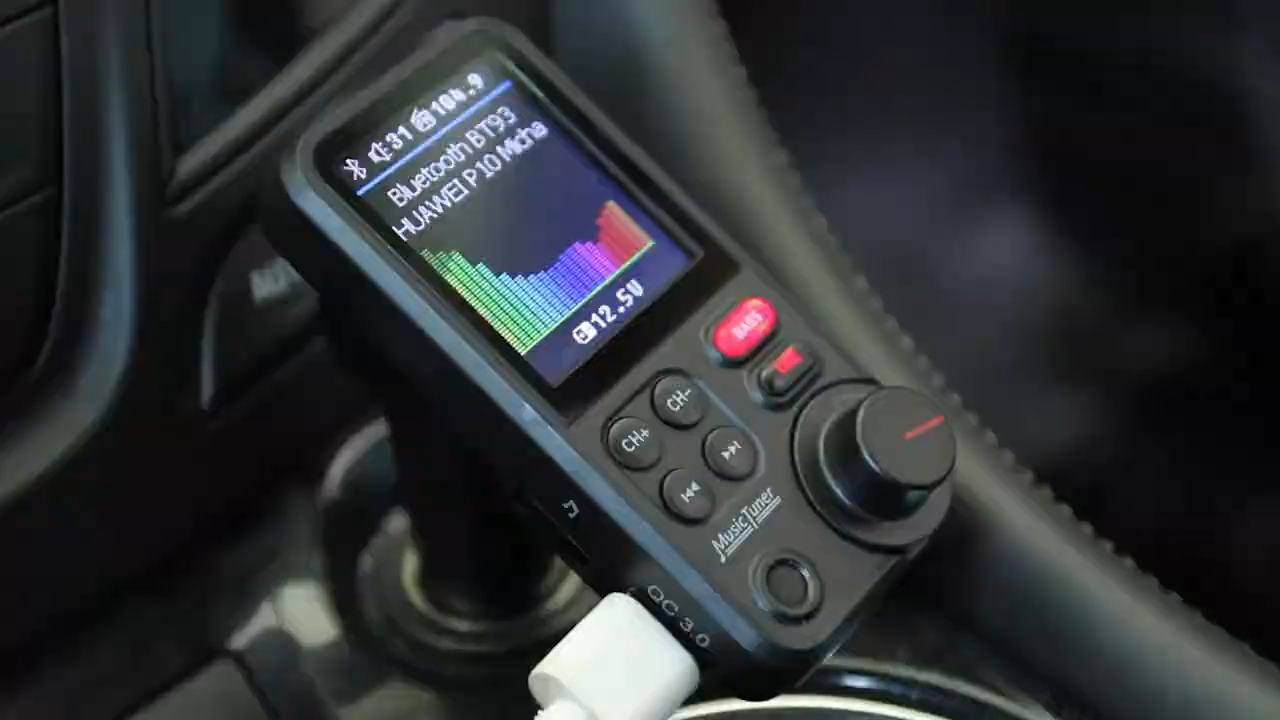 31 104.9
Bluetooth BT93
HUAWEI P10 Micha
12.5V
BASS
CH-
CH+
MusicTuner
QC 3.0